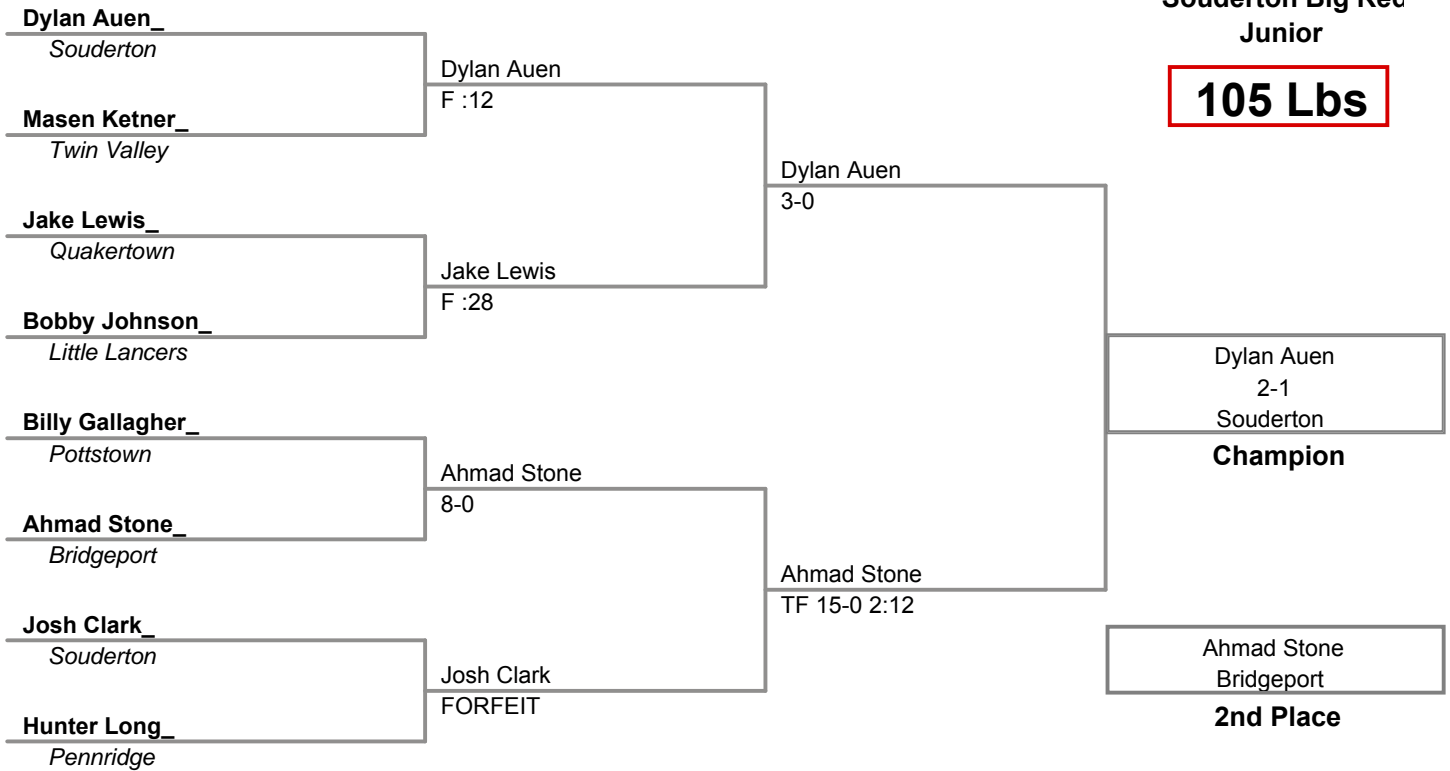 Souderton Big Red
Junior
105 Lbs
Dylan Auen_
Souderton
Masen Ketner_
Twin Valley
Jake Lewis_
Quakertown
Bobby Johnson_
Little Lancers
Billy Gallagher_
Pottstown
Ahmad Stone_
Bridgeport
Josh Clark_
Souderton
Hunter Long_
Pennridge
Dylan Auen
F :12
Jake Lewis
F :28
Ahmad Stone
8-0
Josh Clark
FORFEIT
Dylan Auen
3-0
Ahmad Stone
TF 15-0 2:12
Dylan Auen
2-1
Souderton
Champion
Ahmad Stone
Bridgeport
2nd Place